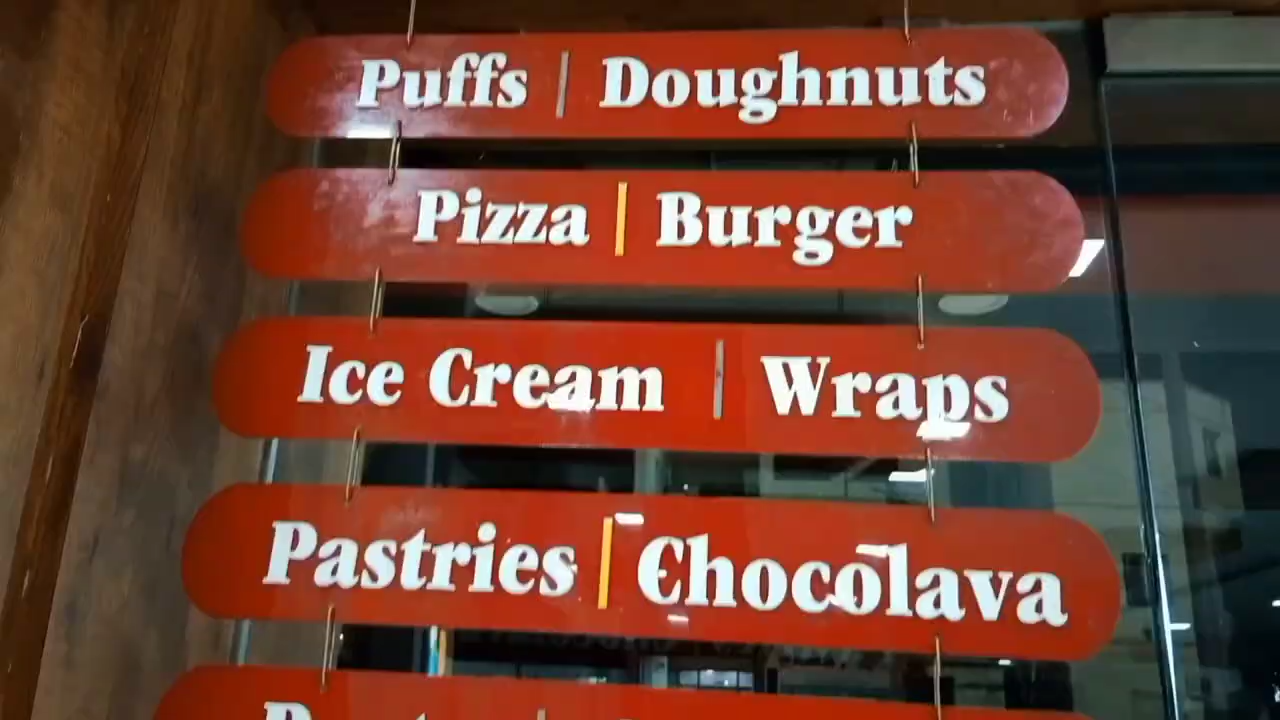 Puffs | Doughnuts
Pizza | Burger
Ice Cream | Wraps
Pastries | Chocolava